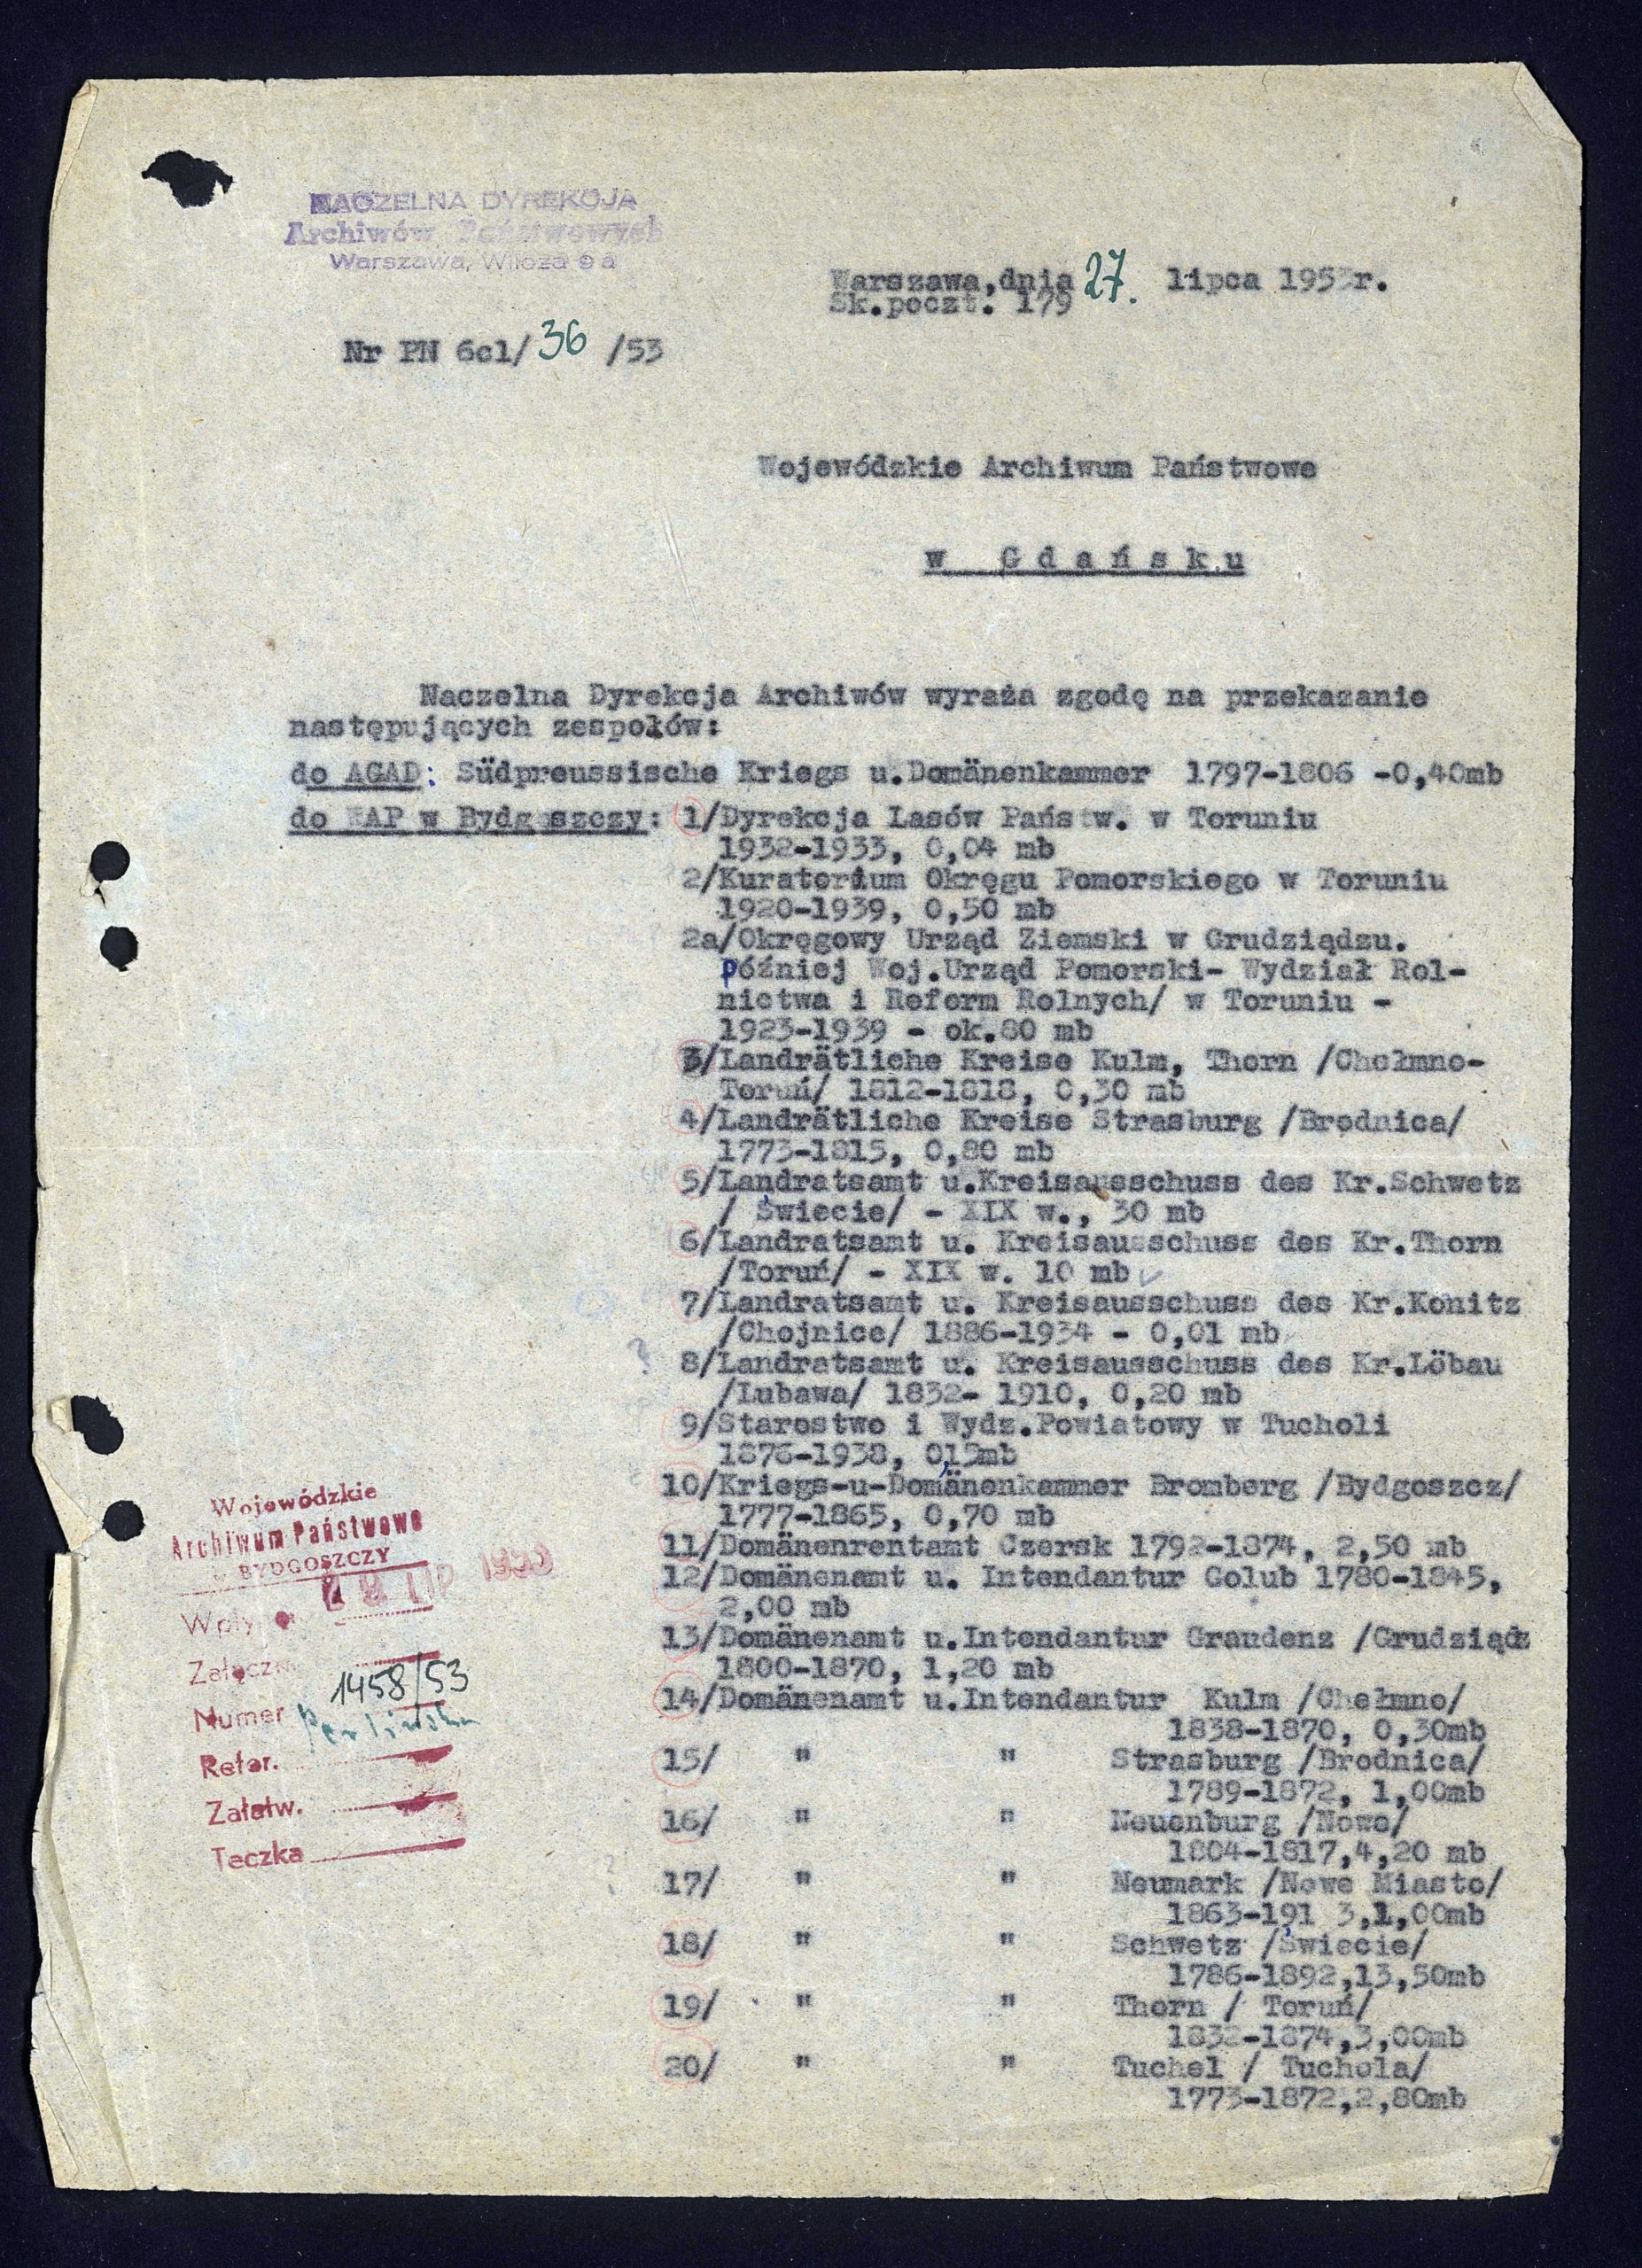 NACZELNA DYREKCJA
Archiwów Państwowych
Warszawa, Wilcza 9a
Warszawa,dnia 27. lipca 1953r.
Sk.poczt. 179
Nr PN 6c1/36 /53
Wojewódzkie Archiwum Państwowe
w Gdańsku
Naczelna Dyrekcja Archiwów wyraża zgodę na przekazanie
następujących zespołów:
do AGAD: Südpreussische Kriegs u.Domänenkammer 1797-1806 -0,40mb
do WAP w Bydgoszczy: 1/Dyrekcja Lasów Państw. w Toruniu
1932-1933, 0,04 mb
2/Kuratorium Okręgu Pomorskiego w Toruniu
1920-1939, 0,50 mb
2a/Okręgowy Urząd Ziemski w Grudziądzu.
później Woj.Urząd Pomorski- Wydział Rol-
nictwa i Reform Rolnych/ w Toruniu -
1923-1939 - ok.80 mb
3/Landrätliche Kreise Kulm, Thorn /Chełmno-
Toruń/ 1812-1818, 0,30 mb
4/Landrätliche Kreise Strasburg /Brodnica/
1773-1815, 0,80 mb
5/Landratsamt u.Kreisausschuss des Kr.Schwetz
/ Świecie/ - XIX w., 30 mb
6/Landratsamt u. Kreisausschuss des Kr.Thorn
/Toruń/ - XIX w. 10 mb
7/Landratsamt u. Kreisausschuss des Kr.Konitz
/Chojnice/ 1886-1934 - 0,01 mb
? 8/Landratsamt u. Kreisausschuss des Kr.Löbau
/Lubawa/ 1832- 1910, 0,20 mb
9/Starostwo i Wydz.Powiatowy w Tucholi
1876-1938, 0,15mb
10/Kriegs-u-Domänenkammer Bromberg /Bydgoszcz/
1777-1865, 0,70 mb
11/Domänenrentamt Czersk 1792-1874, 2,50 mb
12/Domänenamt u. Intendantur Golub 1780-1845,
2,00 mb
13/Domänenamt u.Intendantur Graudenz /Grudziądz
1800-1870, 1,20 mb
14/Domänenamt u.Intendantur Kulm /Chełmno/
1838-1870, 0,30mb
15/ " " Strasburg /Brodnica/
1789-1872, 1,00mb
16/ " " Neuenburg /Nowe/
1804-1817,4,20 mb
? 17/ " " Neumark /Nowe Miasto/
1863-191 3,1,00mb
18/ " " Schwetz /Świecie/
1786-1892,13,50mb
19/ " " Thorn / Toruń/
1832-1874,3,00mb
20/ " " Tuchel / Tuchola/
1773-1872,2,80mb
Wojewódzkie
Archiwum Państwowe
w BYDGOSZCZY
LIP 1953
Wpły
Załączn
Numer 1458/53
Refer.
Załatw.
Teczka